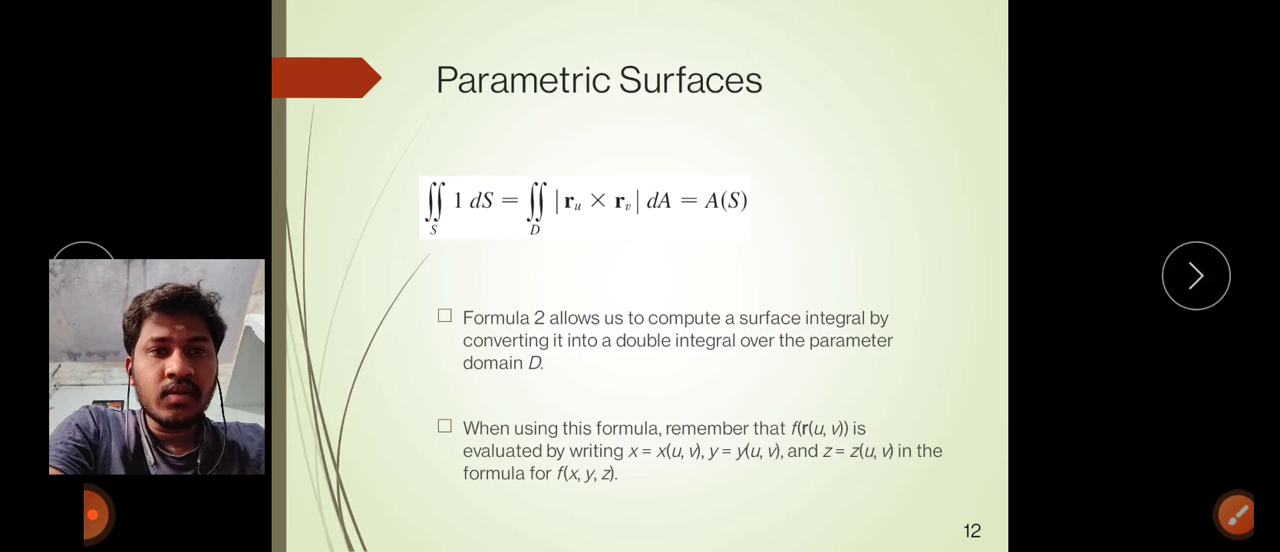 Parametric Surfaces
∬_S 1 dS = ∬_D |r_u × r_v| dA = A(S)
Formula 2 allows us to compute a surface integral by
converting it into a double integral over the parameter
domain D.
When using this formula, remember that f(r(u, v)) is
evaluated by writing x = x(u, v), y = y(u, v), and z = z(u, v) in the
formula for f(x, y, z).
12